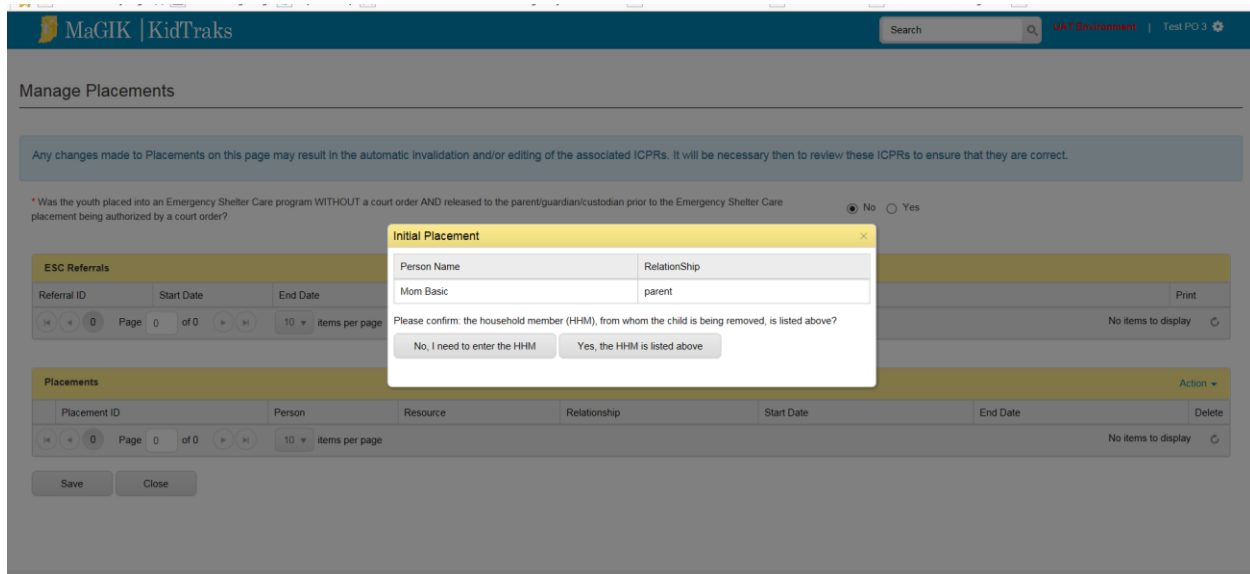 MaGIK | KidTraks
Search
UAT Environment | Test PO 3
Manage Placements
Any changes made to Placements on this page may result in the automatic invalidation and/or editing of the associated ICPRs. It will be necessary then to review these ICPRs to ensure that they are correct.
* Was the youth placed into an Emergency Shelter Care program WITHOUT a court order AND released to the parent/guardian/custodian prior to the Emergency Shelter Care
placement being authorized by a court order?
No Yes
Initial Placement
Person Name RelationShip
Mom Basic parent
Please confirm: the household member (HHM), from whom the child is being removed, is listed above?
No, I need to enter the HHM Yes, the HHM is listed above
ESC Referrals
Referral ID Start Date End Date Print
0 Page 0 of 0 10 items per page No items to display
Placements Action
Placement ID Person Resource Relationship Start Date End Date Delete
0 Page 0 of 0 10 items per page No items to display
Save Close